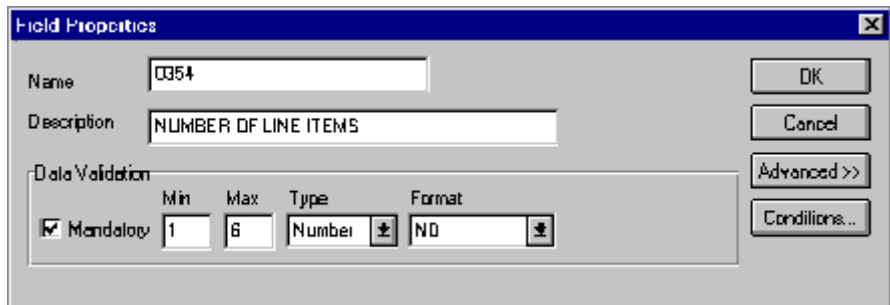 Field Properties
Name 0354 OK
Description NUMBER OF LINE ITEMS Cancel
Data Validation Advanced >>
Min Max Type Format
Mandatory 1 6 Number N0 Conditions...